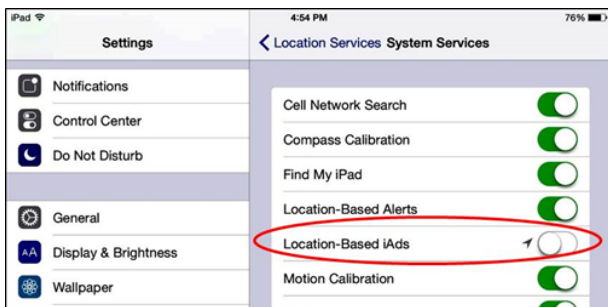 iPad 4:54 PM 76%
Settings
Location Services System Services
Notifications
Control Center
Do Not Disturb
General
AA Display & Brightness
Wallpaper
Cell Network Search
Compass Calibration
Find My iPad
Location-Based Alerts
Location-Based iAds
Motion Calibration